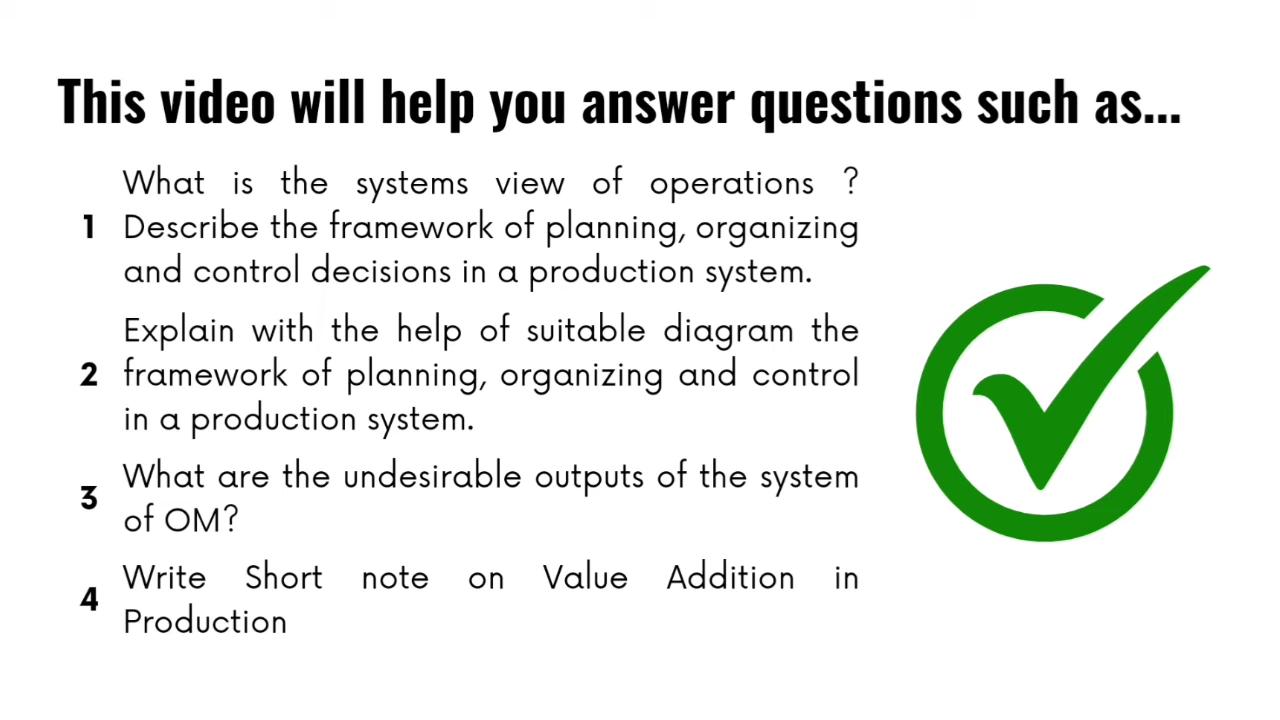 This video will help you answer questions such as...
What is the systems view of operations ?
1 Describe the framework of planning, organizing
and control decisions in a production system.
Explain with the help of suitable diagram the
2 framework of planning, organizing and control
in a production system.
What are the undesirable outputs of the system
3
of OM?
Write Short note on Value Addition in
4
Production